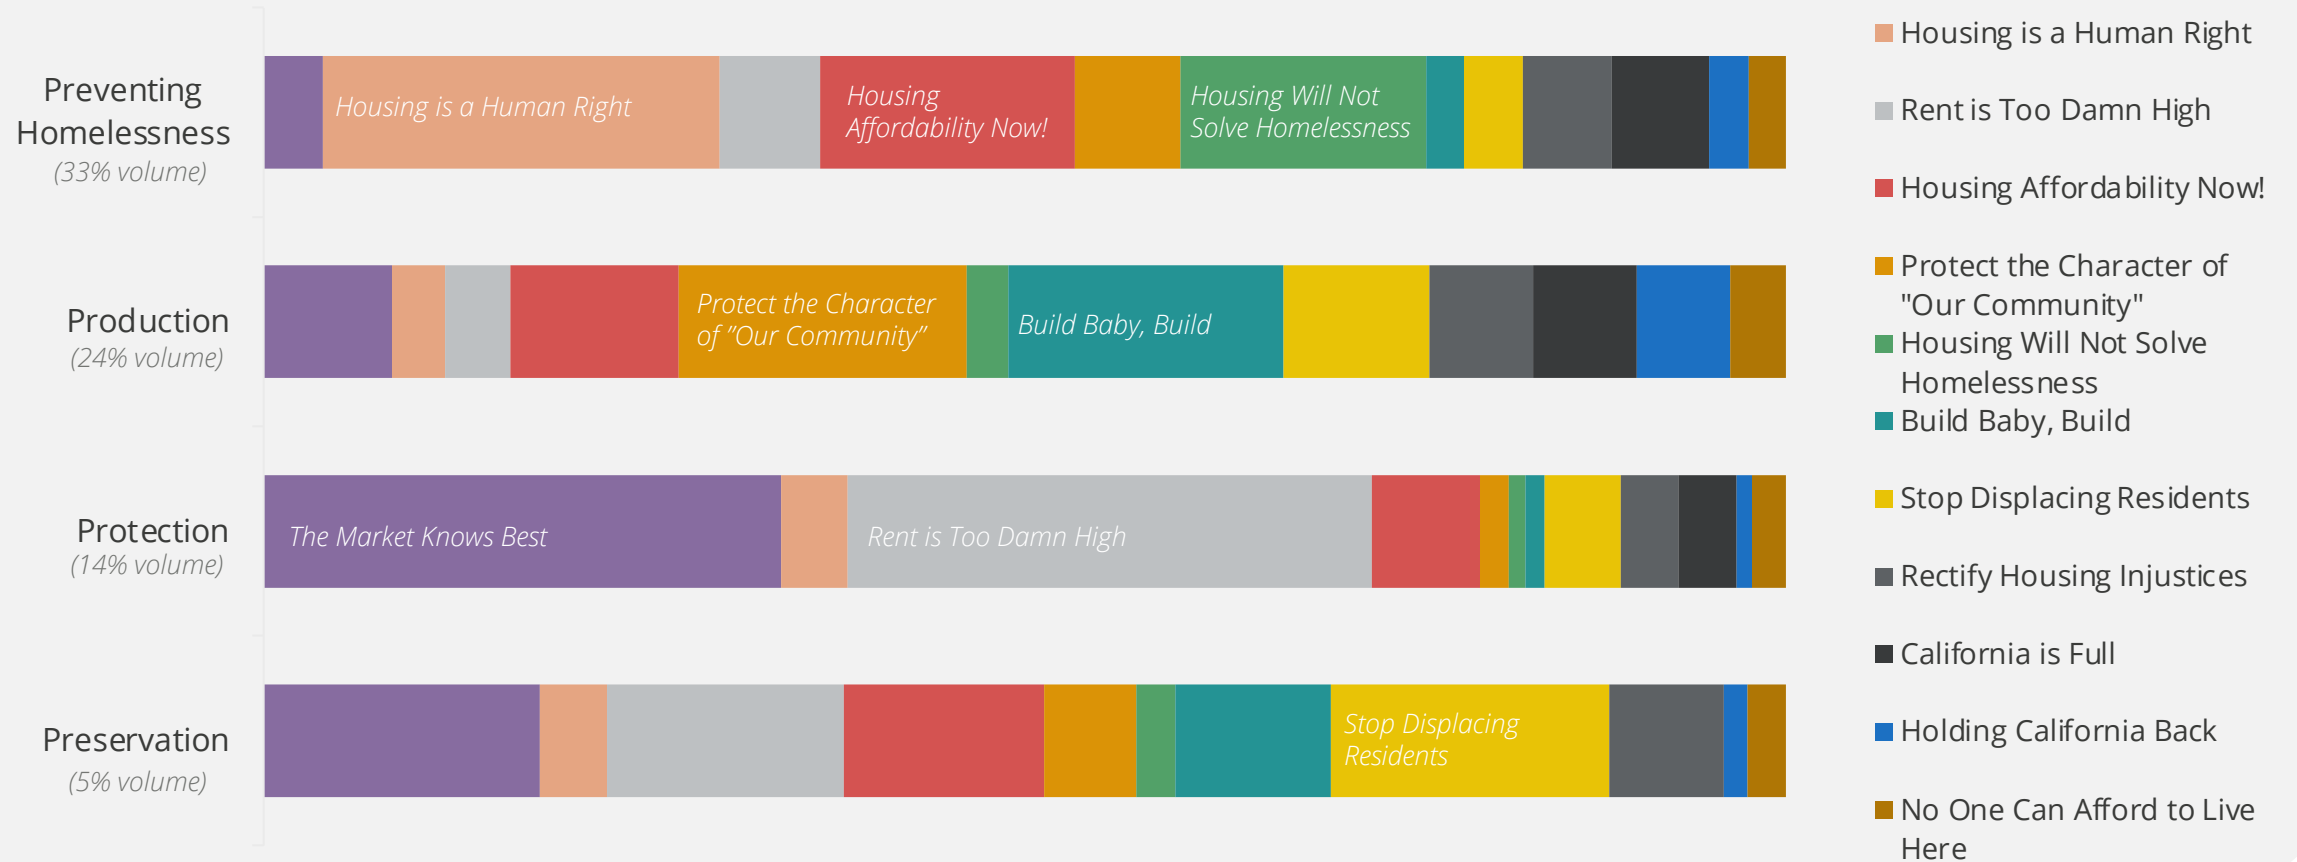 Preventing
Homelessness
(33% volume)
Housing is a Human Right
Housing
Affordability Now!
Housing Will Not
Solve Homelessness
Production
(24% volume)
Protect the Character
of ”Our Community”
Build Baby, Build
Protection
(14% volume)
The Market Knows Best
Rent is Too Damn High
Preservation
(5% volume)
Stop Displacing
Residents
Housing is a Human Right
Rent is Too Damn High
Housing Affordability Now!
Protect the Character of
"Our Community"
Housing Will Not Solve
Homelessness
Build Baby, Build
Stop Displacing Residents
Rectify Housing Injustices
California is Full
Holding California Back
No One Can Afford to Live
Here